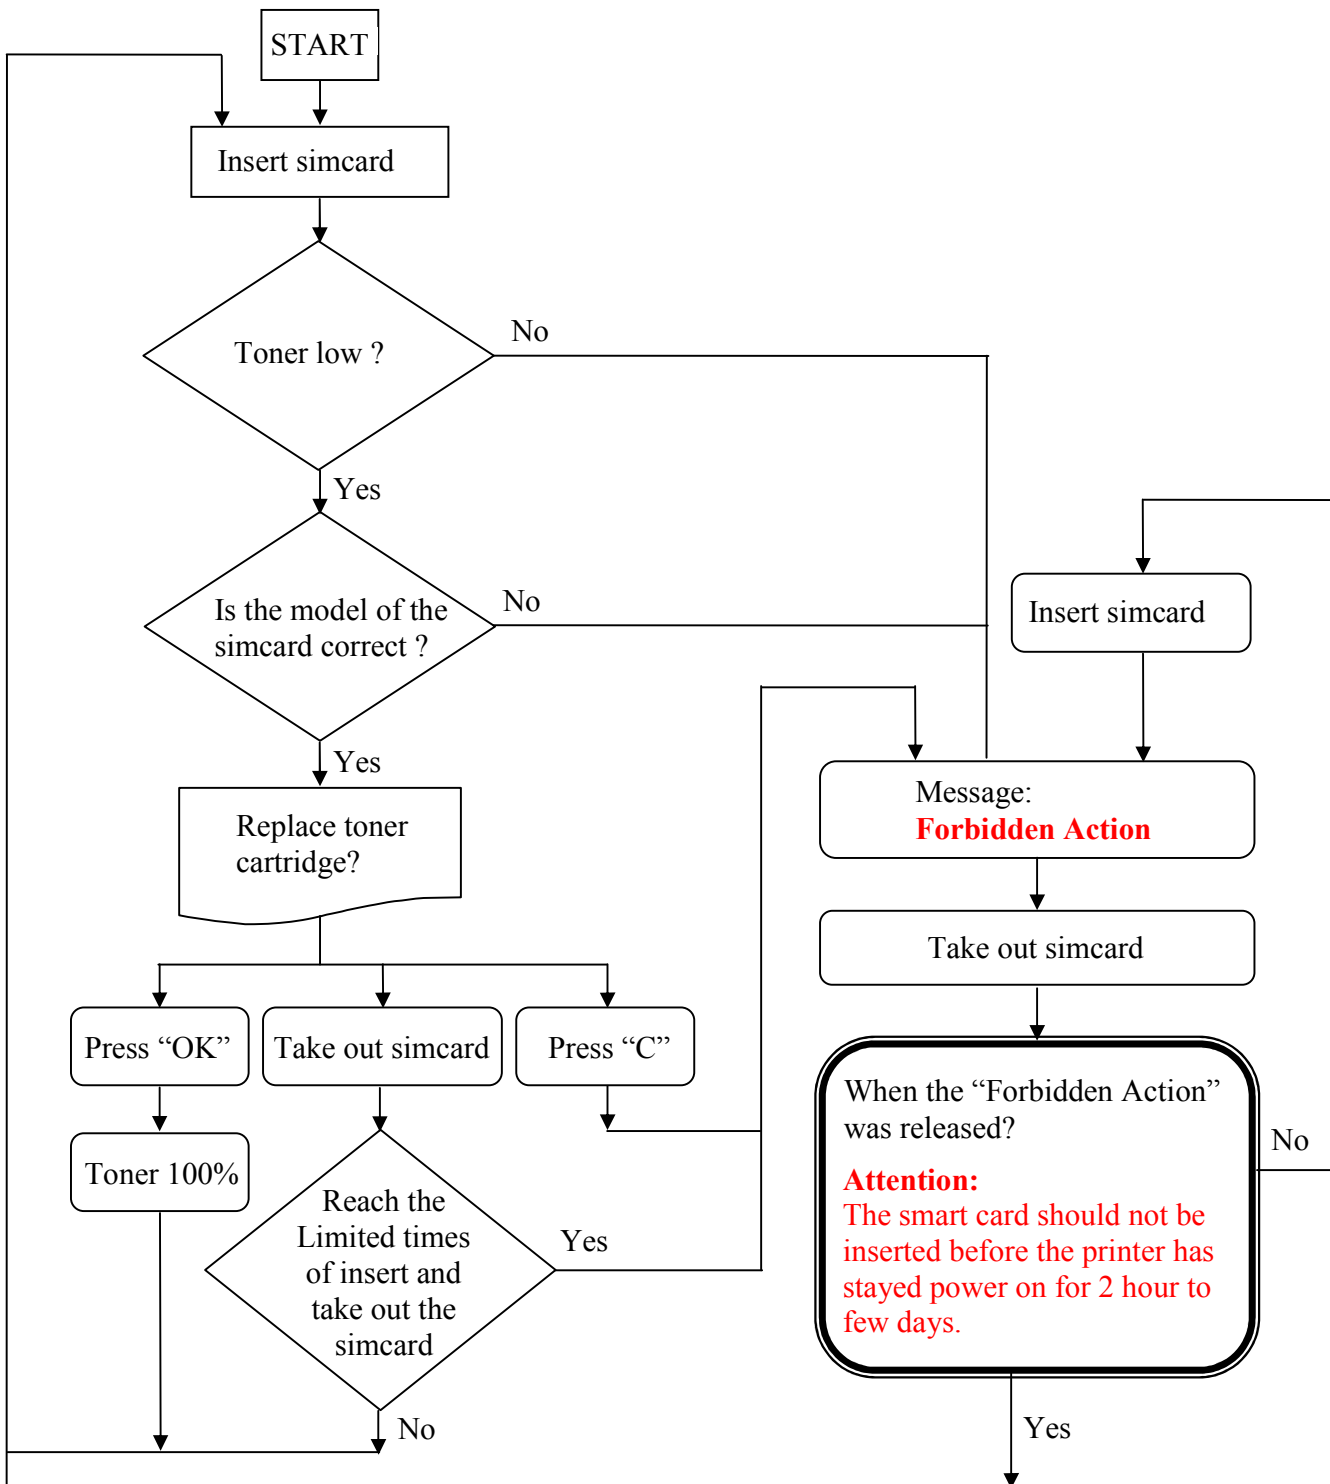 START
Insert simcard
Toner low ?
No
Yes
Is the model of the
simcard correct ?
No
Yes
Replace toner
cartridge?
Press “OK”
Take out simcard
Press “C”
Toner 100%
Reach the
Limited times
of insert and
take out the
simcard
Yes
No
Insert simcard
Message:
Forbidden Action
Take out simcard
When the “Forbidden Action”
was released?
Attention:
The smart card should not be
inserted before the printer has
stayed power on for 2 hour to
few days.
No
Yes